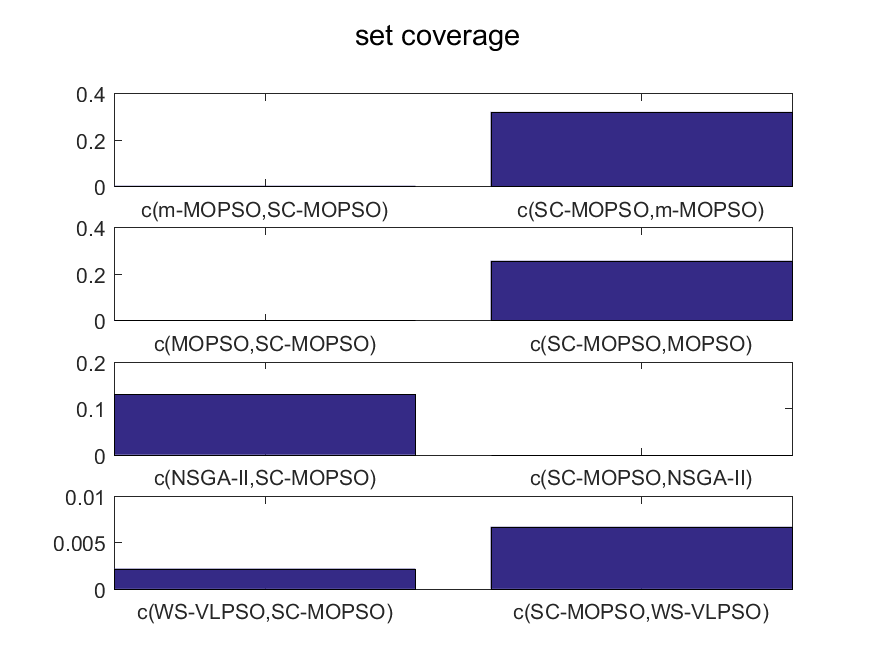 set coverage
0.4
0.2
0
c(m-MOPSO,SC-MOPSO) c(SC-MOPSO,m-MOPSO)
0.4
0.2
0
c(MOPSO,SC-MOPSO) c(SC-MOPSO,MOPSO)
0.2
0.1
0
c(NSGA-II,SC-MOPSO) c(SC-MOPSO,NSGA-II)
0.01
0.005
0
c(WS-VLPSO,SC-MOPSO) c(SC-MOPSO,WS-VLPSO)